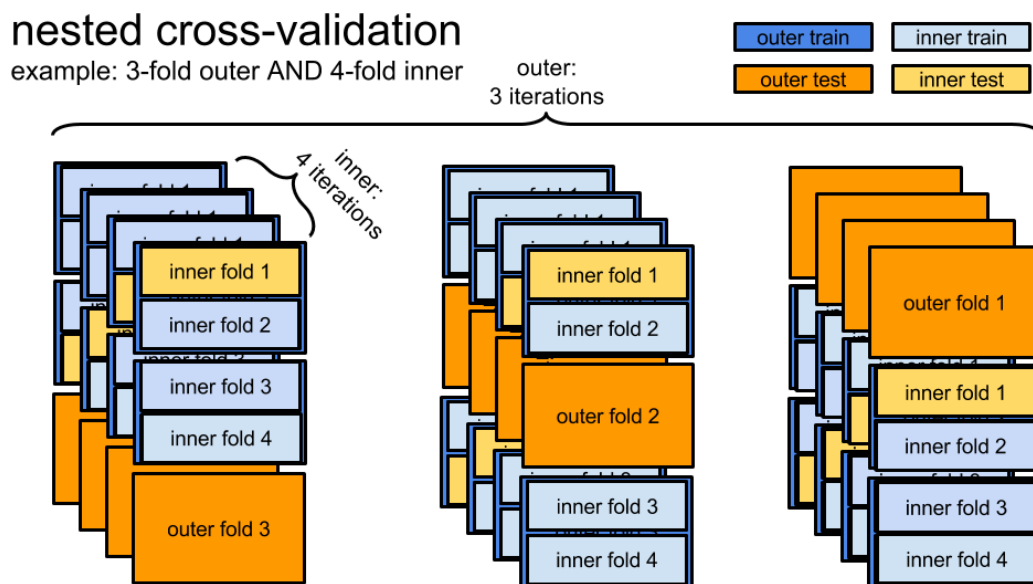 nested cross-validation
example: 3-fold outer AND 4-fold inner
outer train
inner train
outer test
inner test
outer:
3 iterations
inner:
4 iterations
inner fold 1
inner fold 2
inner fold 3
inner fold 4
outer fold 3
inner fold 1
inner fold 2
outer fold 2
inner fold 3
inner fold 4
outer fold 1
inner fold 1
inner fold 2
inner fold 3
inner fold 4